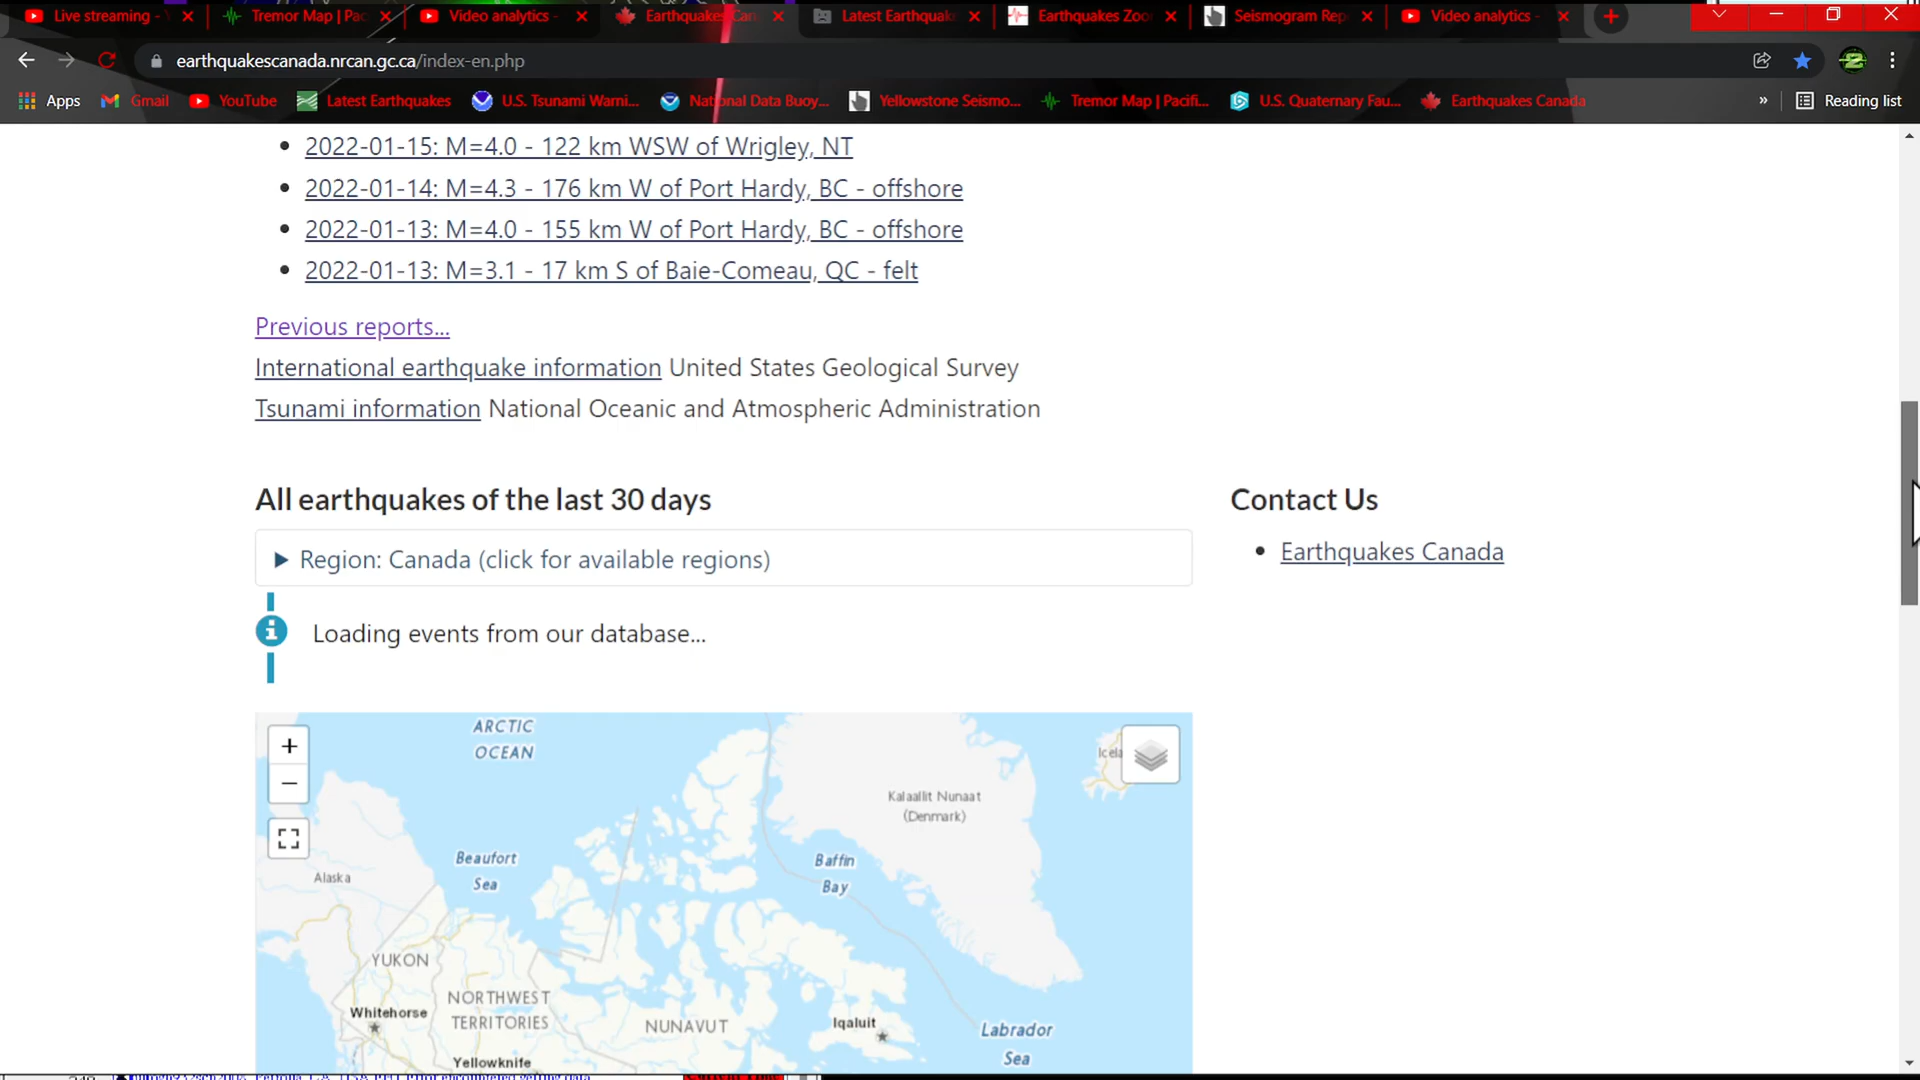 Live streaming - Y
Tremor Map | Pac
Video analytics -
Earthquakes Can
Latest Earthquak
Earthquakes Zoo
Seismogram Rep
Video analytics -
earthquakescanada.nrcan.gc.ca/index-en.php
Apps
Gmail
YouTube
Latest Earthquakes
U.S. Tsunami Warni...
National Data Buoy...
Yellowstone Seismo...
Tremor Map | Pacifi...
U.S. Quaternary Fau...
Earthquakes Canada
»
Reading list
2022-01-15: M=4.0 - 122 km WSW of Wrigley, NT
2022-01-14: M=4.3 - 176 km W of Port Hardy, BC - offshore
2022-01-13: M=4.0 - 155 km W of Port Hardy, BC - offshore
2022-01-13: M=3.1 - 17 km S of Baie-Comeau, QC - felt
Previous reports...
International earthquake information United States Geological Survey
Tsunami information National Oceanic and Atmospheric Administration
All earthquakes of the last 30 days
Contact Us
Region: Canada (click for available regions)
Earthquakes Canada
Loading events from our database...
+
−
ARCTIC
OCEAN
Icela
Kalaallit Nunaat
(Denmark)
Beaufort
Sea
Baffin
Bay
Alaska
YUKON
NORTHWEST
TERRITORIES
Whitehorse
NUNAVUT
Iqaluit
Labrador
Sea
Yellowknife